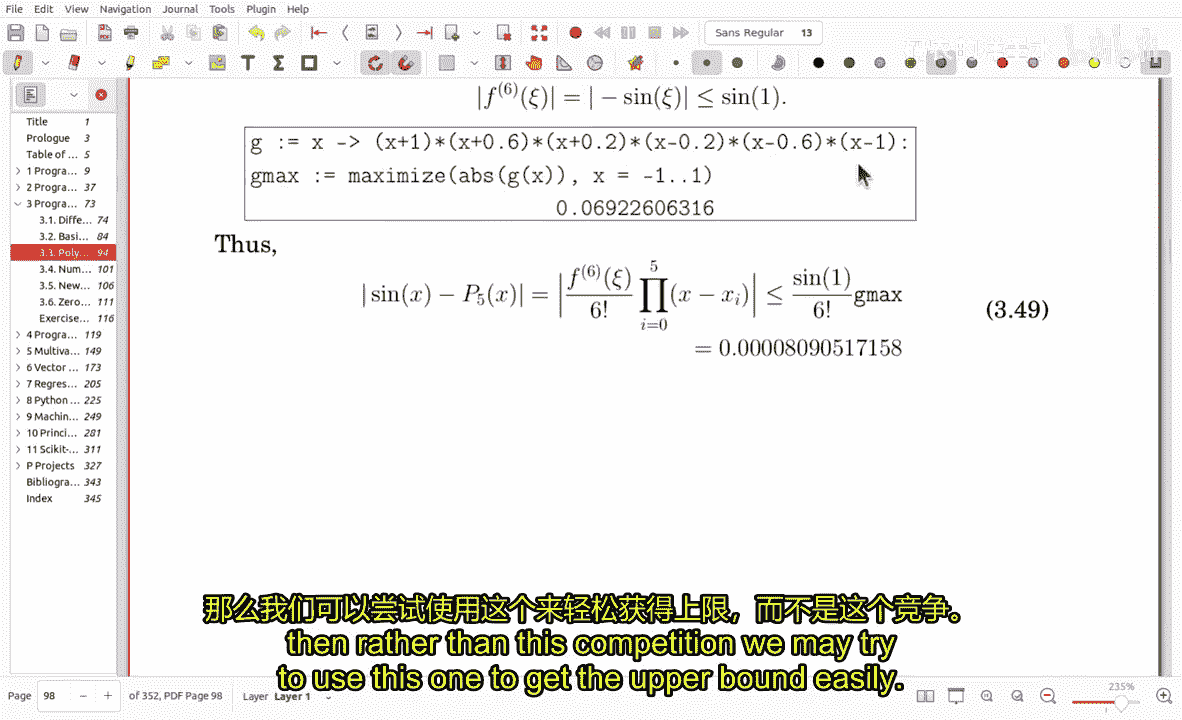 File Edit View Navigation Journal Tools Plugin Help
Sans Regular 13
Title 1
Prologue 3
Table of ... 5
1 Progra... 9
2 Progra... 37
3 Progra... 73
3.1. Diffe... 74
3.2. Basi... 84
3.3. Poly... 94
3.4. Num... 101
3.5. New... 106
3.6. Zero... 111
Exercise... 116
4 Progra... 119
5 Multiva... 149
6 Vector ... 173
7 Regres... 205
8 Python ... 225
9 Machin... 249
10 Princi... 281
11 Scikit-... 311
P Projects 327
Bibliogra... 343
Index 345
|f^{(6)}(ξ)| = | − sin(ξ)| ≤ sin(1).
g := x -> (x+1)*(x+0.6)*(x+0.2)*(x-0.2)*(x-0.6)*(x-1):
gmax := maximize(abs(g(x)), x = -1..1)
0.06922606316
Thus,
|sin(x) − P_5(x)| = |f^{(6)}(ξ)/6! ∏_{i=0}^{5}(x − x_i)| ≤ sin(1)/6! gmax (3.49)
= 0.00008090517158
那么我们可以尝试使用这个来轻松获得上限，而不是这个竞争。
then rather than this competition we may try
to use this one to get the upper bound easily.
Page 98 − + of 352, PDF Page 98 Layer Layer 1 235%